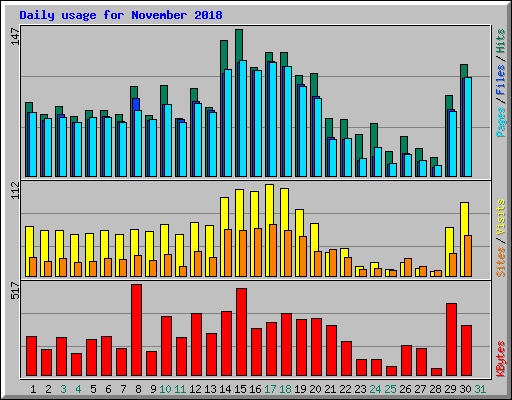 Daily usage for November 2018
147
Pages / Files / Hits
112
Sites / Visits
517
KBytes
1 2 3 4 5 6 7 8 9 10 11 12 13 14 15 16 17 18 19 20 21 22 23 24 25 26 27 28 29 30 31